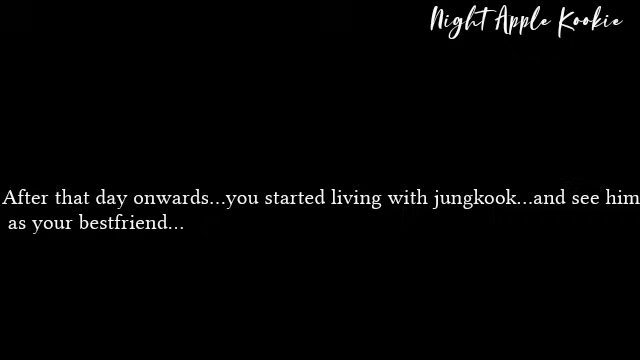 Night Apple Kookie
After that day onwards...you started living with jungkook...and see him
as your bestfriend...